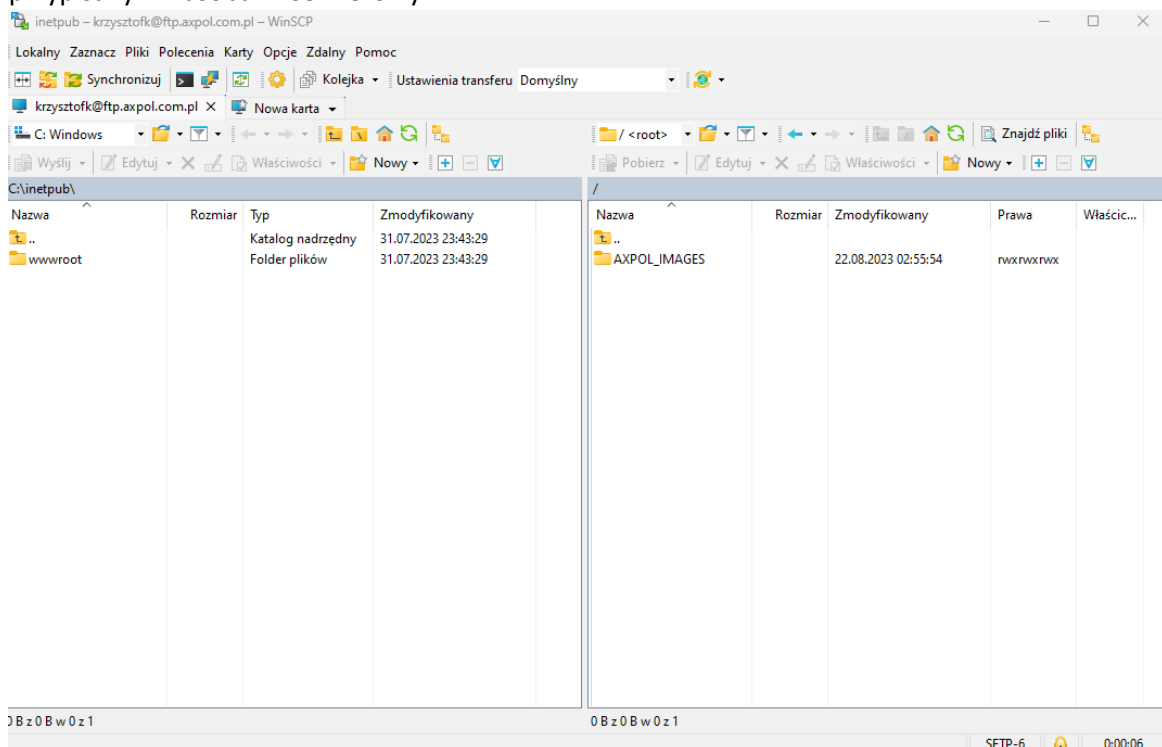 inetpub – krzysztofk@ftp.axpol.com.pl – WinSCP
Lokalny Zaznacz Pliki Polecenia Karty Opcje Zdalny Pomoc
Synchronizuj Kolejka Ustawienia transferu Domyślny
krzysztofk@ftp.axpol.com.pl X Nowa karta
C: Windows / <root> Znajdź pliki
Wyślij Edytuj Właściwości Nowy Pobierz Edytuj Właściwości Nowy
C:\inetpub\ /
Nazwa Rozmiar Typ Zmodyfikowany Nazwa Rozmiar Zmodyfikowany Prawa Właścic...
.. Katalog nadrzędny 31.07.2023 23:43:29 ..
wwwroot Folder plików 31.07.2023 23:43:29 AXPOL_IMAGES 22.08.2023 02:55:54 rwxrwxrwx
0 B z 0 B w 0 z 1 0 B z 0 B w 0 z 1
SFTP-6 0:00:06